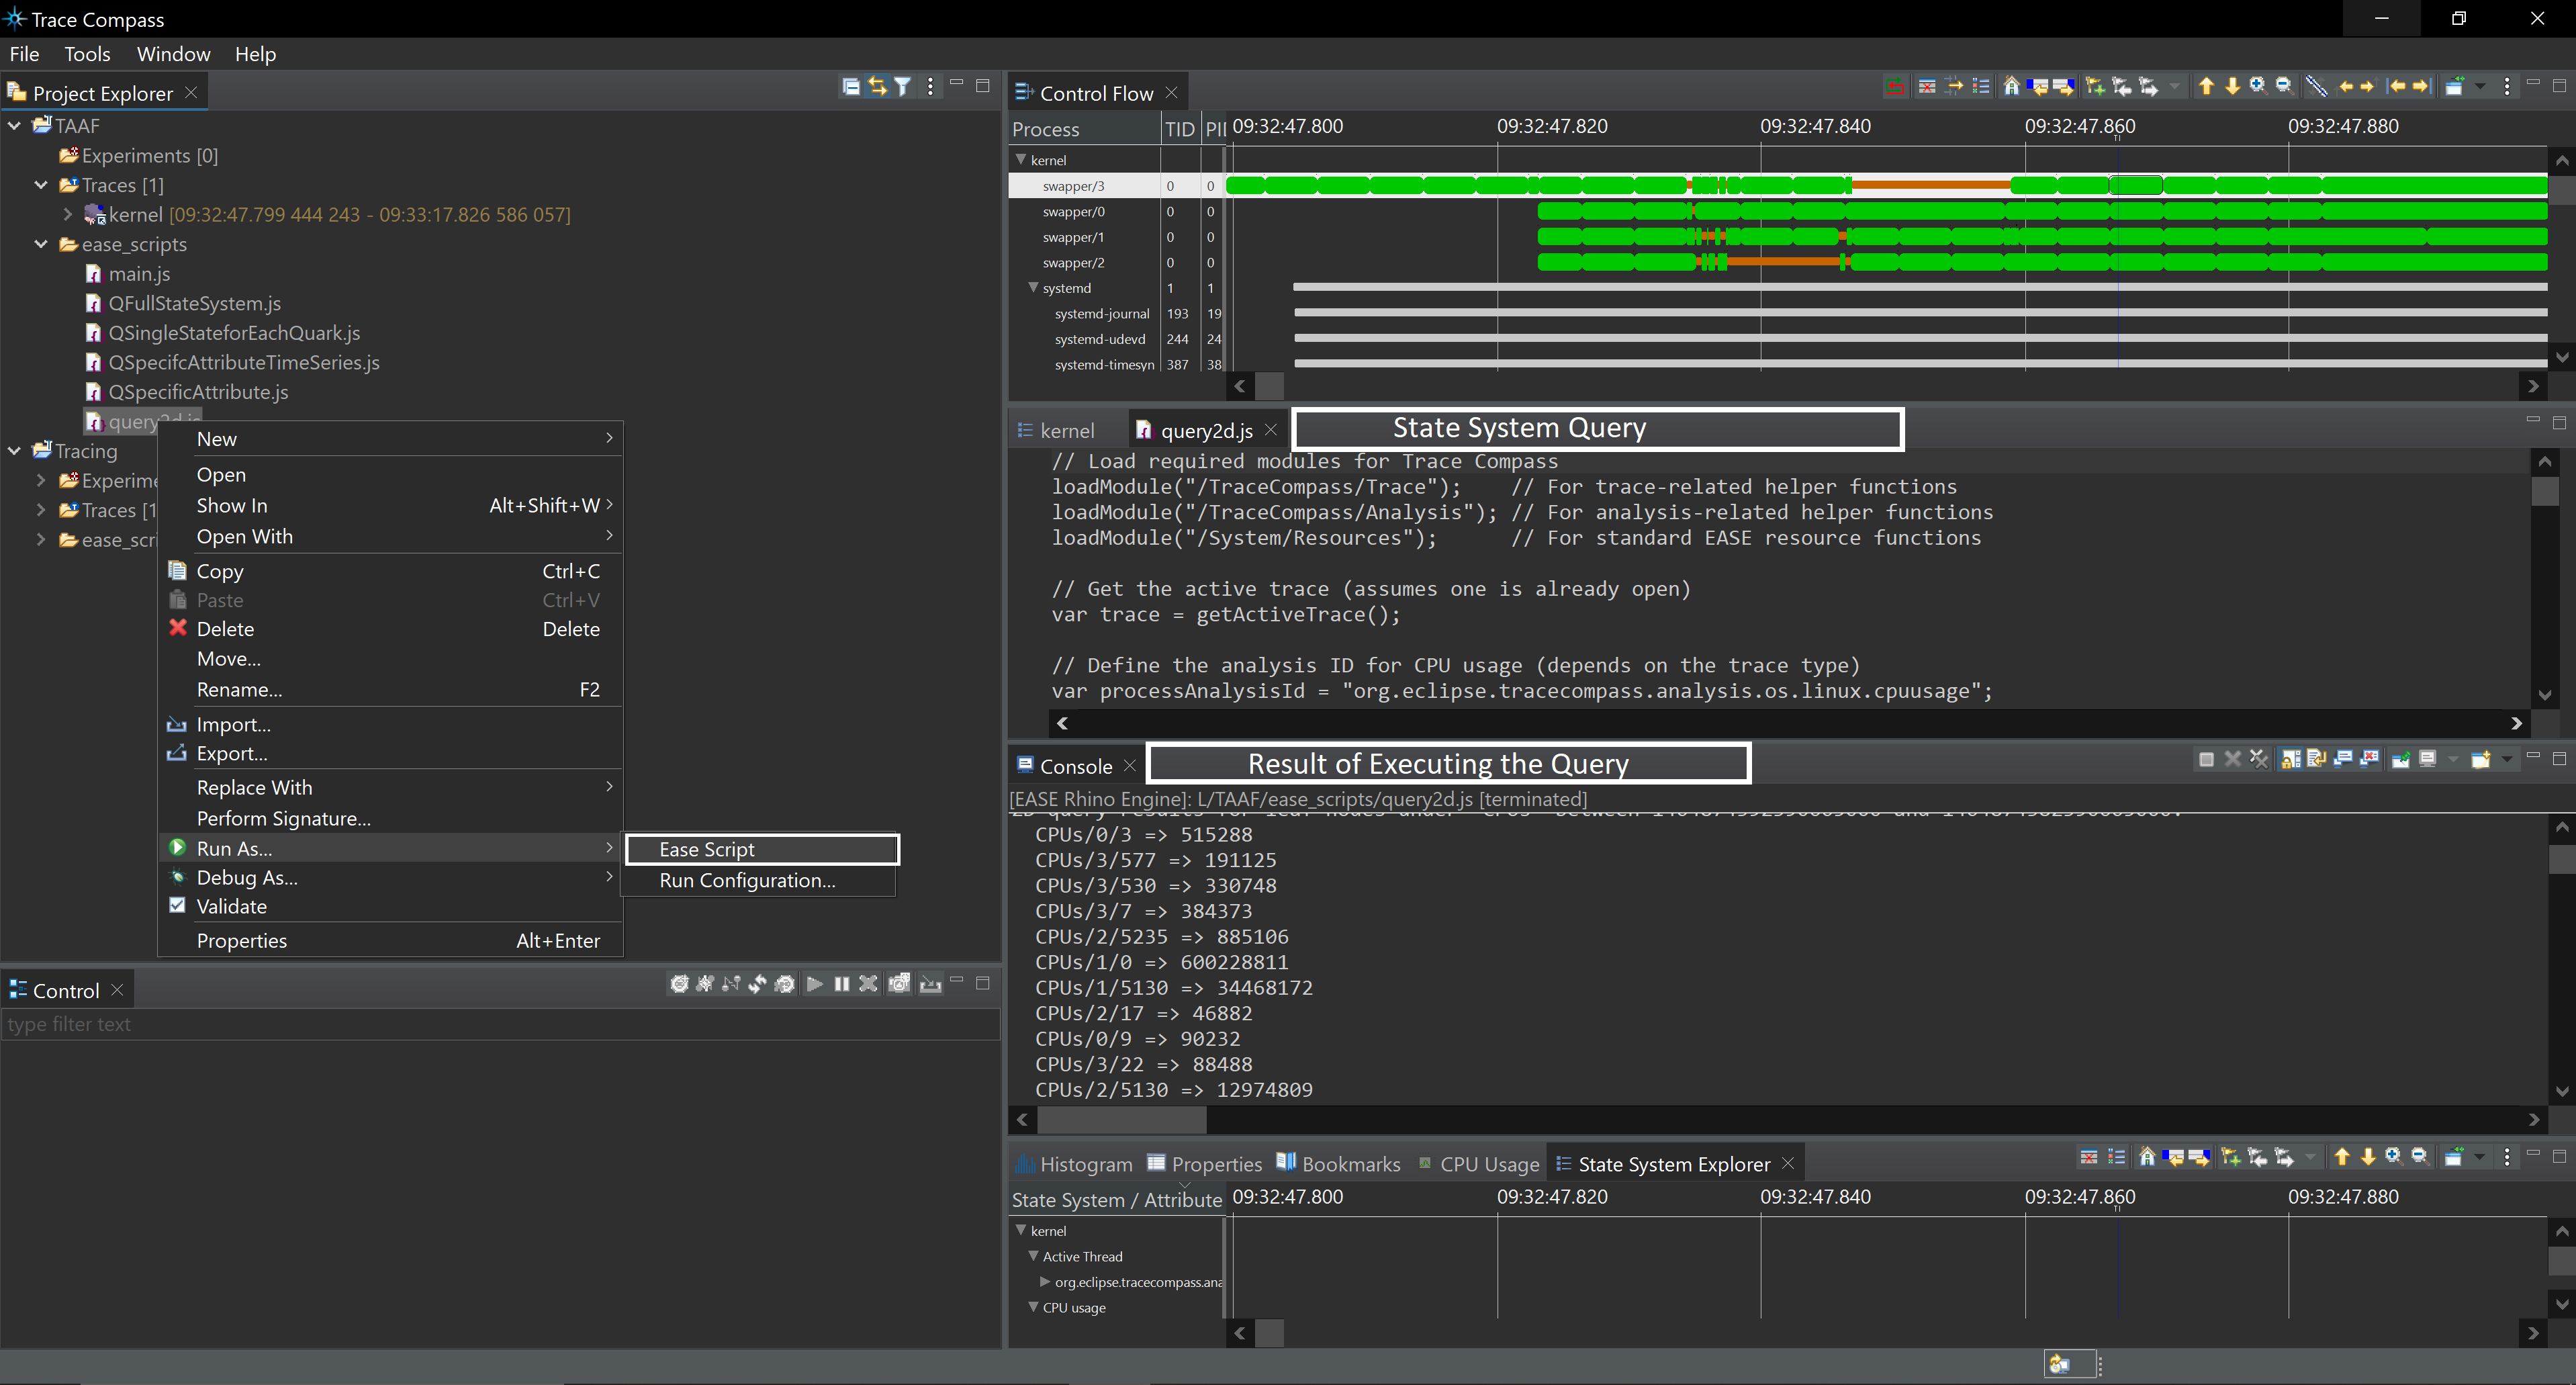 Trace Compass
File Tools Window Help
Project Explorer
TAAF
Experiments [0]
Traces [1]
kernel [09:32:47.799 444 243 - 09:33:17.826 586 057]
ease_scripts
main.js
QFullStateSystem.js
QSingleStateforEachQuark.js
QSpecifcAttributeTimeSeries.js
QSpecificAttribute.js
query2d.js
Tracing
Experime
Traces [1
ease_scri
New
Open
Show In Alt+Shift+W
Open With
Copy Ctrl+C
Paste Ctrl+V
Delete Delete
Move...
Rename... F2
Import...
Export...
Replace With
Perform Signature...
Run As...
Debug As...
Validate
Properties Alt+Enter
Ease Script
Run Configuration...
Control
type filter text
Control Flow
Process TID PII 09:32:47.800 09:32:47.820 09:32:47.840 09:32:47.860 09:32:47.880
kernel
swapper/3 0 0
swapper/0 0 0
swapper/1 0 0
swapper/2 0 0
systemd 1 1
systemd-journal 193 19
systemd-udevd 244 24
systemd-timesyn 387 38
kernel query2d.js State System Query
// Load required modules for Trace Compass
loadModule("/TraceCompass/Trace"); // For trace-related helper functions
loadModule("/TraceCompass/Analysis"); // For analysis-related helper functions
loadModule("/System/Resources"); // For standard EASE resource functions
// Get the active trace (assumes one is already open)
var trace = getActiveTrace();
// Define the analysis ID for CPU usage (depends on the trace type)
var processAnalysisId = "org.eclipse.tracecompass.analysis.os.linux.cpuusage";
Console Result of Executing the Query
[EASE Rhino Engine]: L/TAAF/ease_scripts/query2d.js [terminated]
CPUs/0/3 => 515288
CPUs/3/577 => 191125
CPUs/3/530 => 330748
CPUs/3/7 => 384373
CPUs/2/5235 => 885106
CPUs/1/0 => 600228811
CPUs/1/5130 => 34468172
CPUs/2/17 => 46882
CPUs/0/9 => 90232
CPUs/3/22 => 88488
CPUs/2/5130 => 12974809
Histogram Properties Bookmarks CPU Usage State System Explorer
State System / Attribute 09:32:47.800 09:32:47.820 09:32:47.840 09:32:47.860 09:32:47.880
kernel
Active Thread
org.eclipse.tracecompass.ana
CPU usage